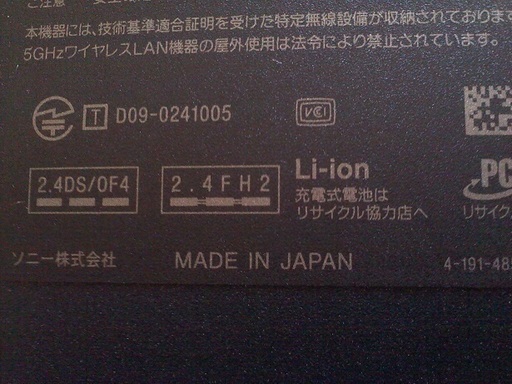 ご注意
本機器には、技術基準適合証明を受けた特定無線設備が収納されております
5GHzワイヤレスLAN機器の屋外使用は法令により禁止されています。
T D09-0241005
VCI
2.4DS/OF4
2.4FH2
Li-ion
充電式電池は
リサイクル協力店へ
PC
リサイク
ソニー株式会社
MADE IN JAPAN
4-191-48